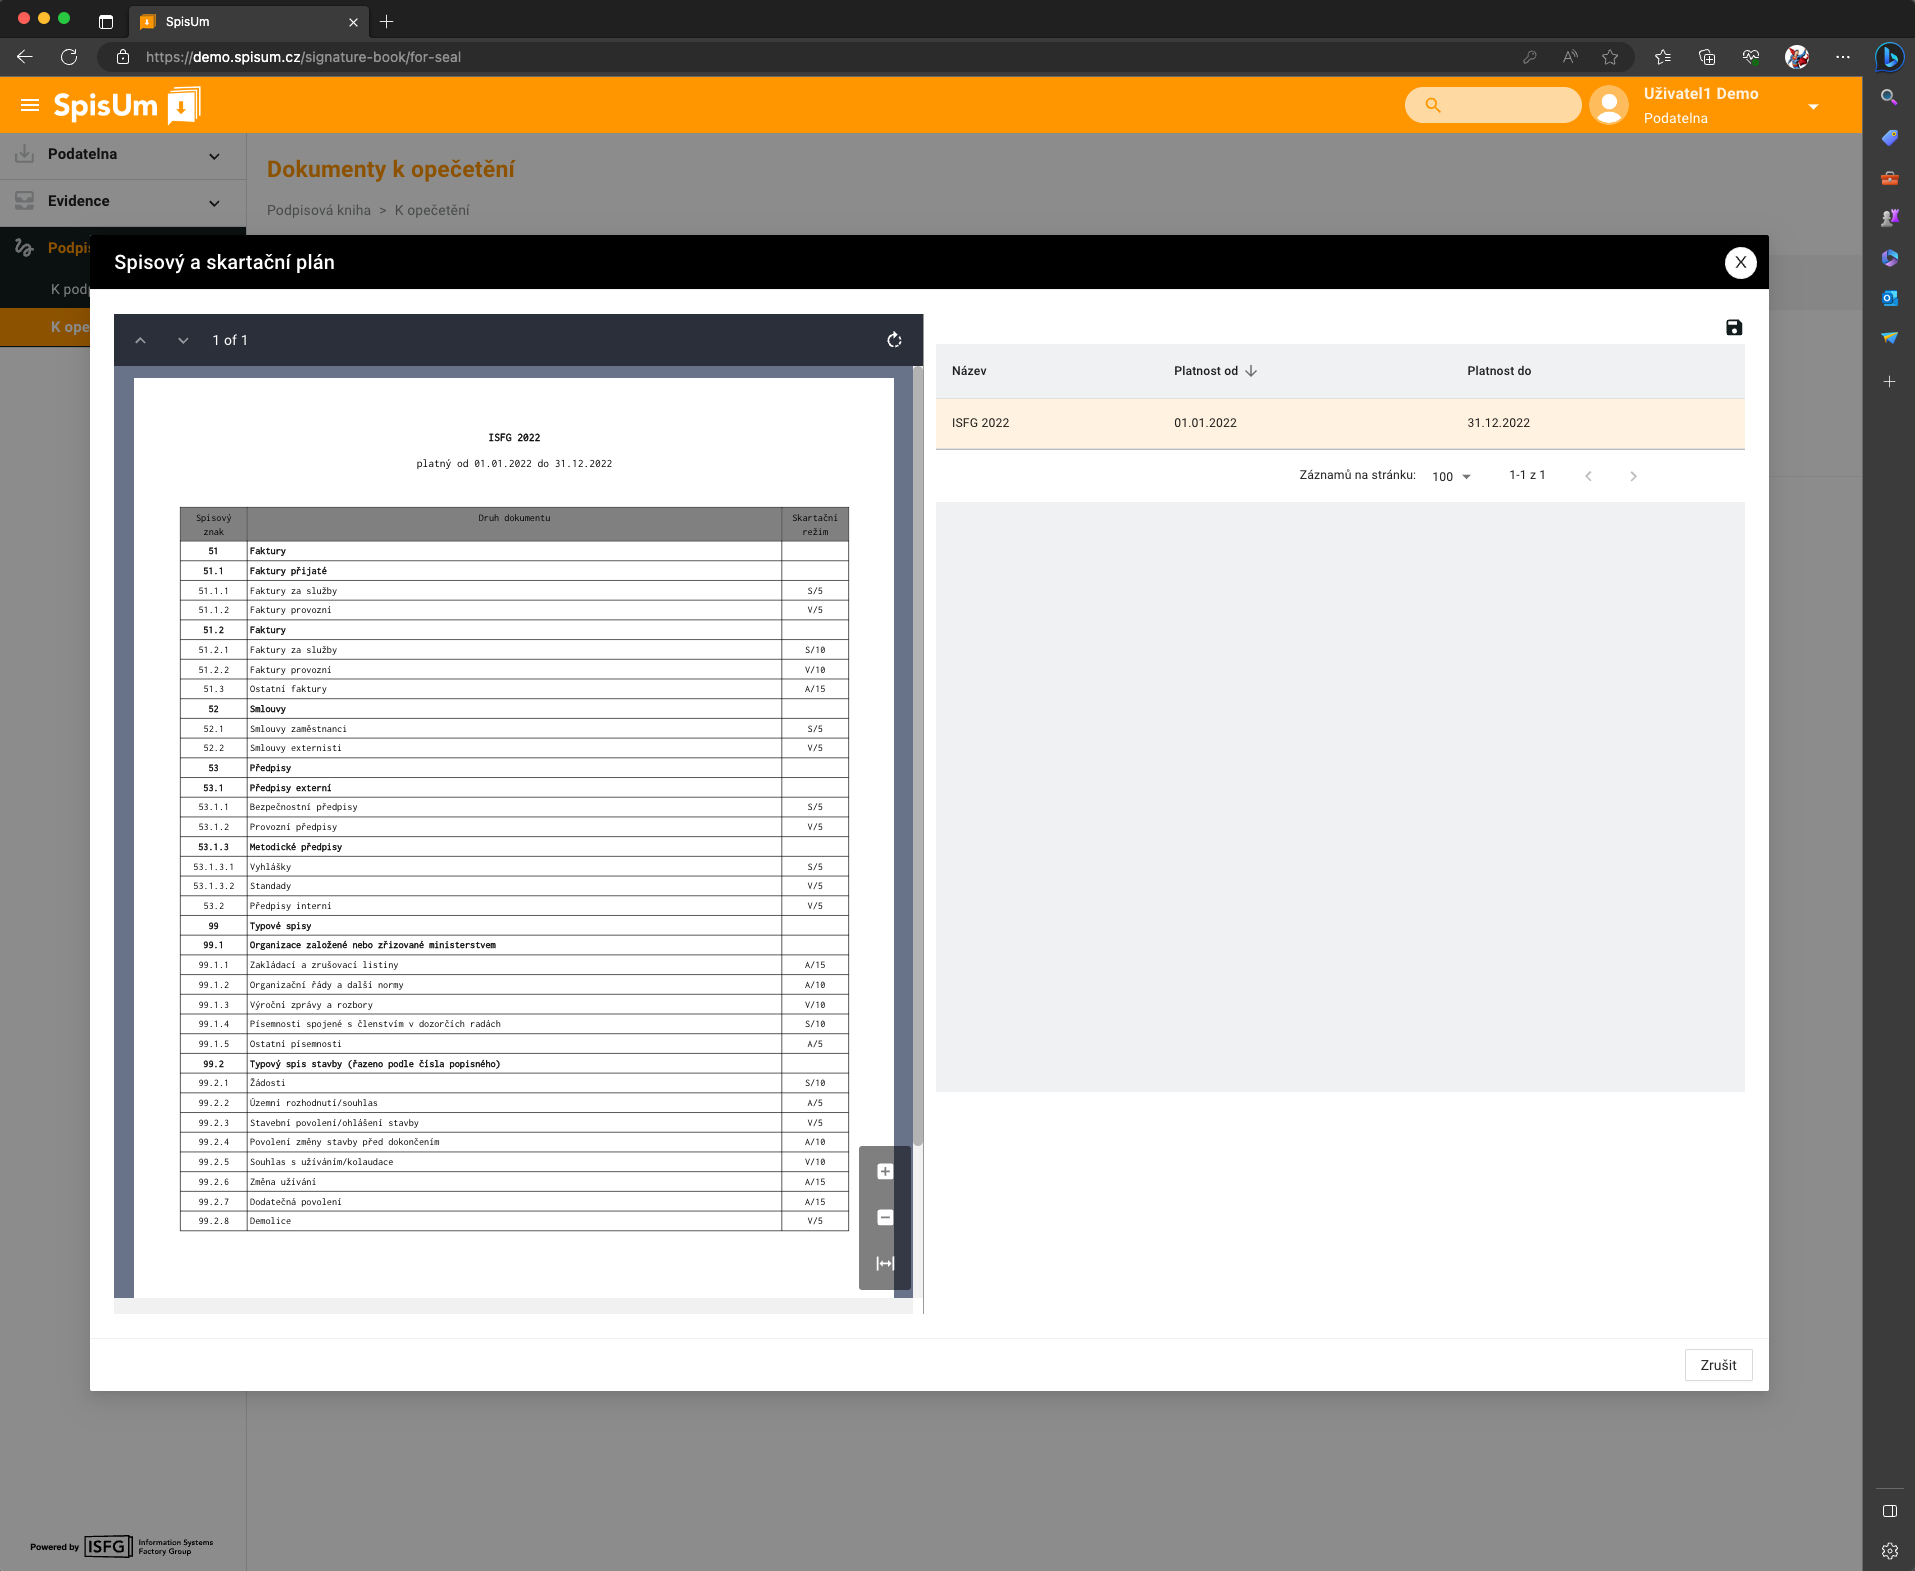 SpisUm
https://demo.spisum.cz/signature-book/for-seal
SpisUm
Uživatel1 Demo
Podatelna
Podatelna
Evidence
Podpis
K podp
K ope
Dokumenty k opečetění
Podpisová kniha > K opečetění
Spisový a skartační plán
X
1 of 1
ISFG 2022
platný od 01.01.2022 do 31.12.2022
Spisový znak Druh dokumentu Skartační režim
51 Faktury
51.1 Faktury přijaté
51.1.1 Faktury za služby S/5
51.1.2 Faktury provozní V/5
51.2 Faktury
51.2.1 Faktury za služby S/10
51.2.2 Faktury provozní V/10
51.3 Ostatní faktury A/15
52 Smlouvy
52.1 Smlouvy zaměstnanci S/5
52.2 Smlouvy externisti V/5
53 Předpisy
53.1 Předpisy externí
53.1.1 Bezpečnostní předpisy S/5
53.1.2 Provozní předpisy V/5
53.1.3 Metodické předpisy
53.1.3.1 Vyhlášky S/5
53.1.3.2 Standady V/5
53.2 Předpisy interní V/5
99 Typové spisy
99.1 Organizace založené nebo zřizované ministerstvem
99.1.1 Zakládací a zrušovací listiny A/15
99.1.2 Organizační řády a další normy A/10
99.1.3 Výroční zprávy a rozbory V/10
99.1.4 Písemnosti spojené s členstvím v dozorčích radách S/10
99.1.5 Ostatní písemnosti A/5
99.2 Typový spis stavby (řazeno podle čísla popisného)
99.2.1 Žádosti S/10
99.2.2 Územní rozhodnutí/souhlas A/5
99.2.3 Stavební povolení/ohlášení stavby V/5
99.2.4 Povolení změny stavby před dokončením A/10
99.2.5 Souhlas s užíváním/kolaudace V/10
99.2.6 Změna užívání A/15
99.2.7 Dodatečná povolení A/15
99.2.8 Demolice V/5
Název Platnost od Platnost do
ISFG 2022 01.01.2022 31.12.2022
Záznamů na stránku: 100 1-1 z 1
Zrušit
Powered by ISFG Information Systems
Factory Group